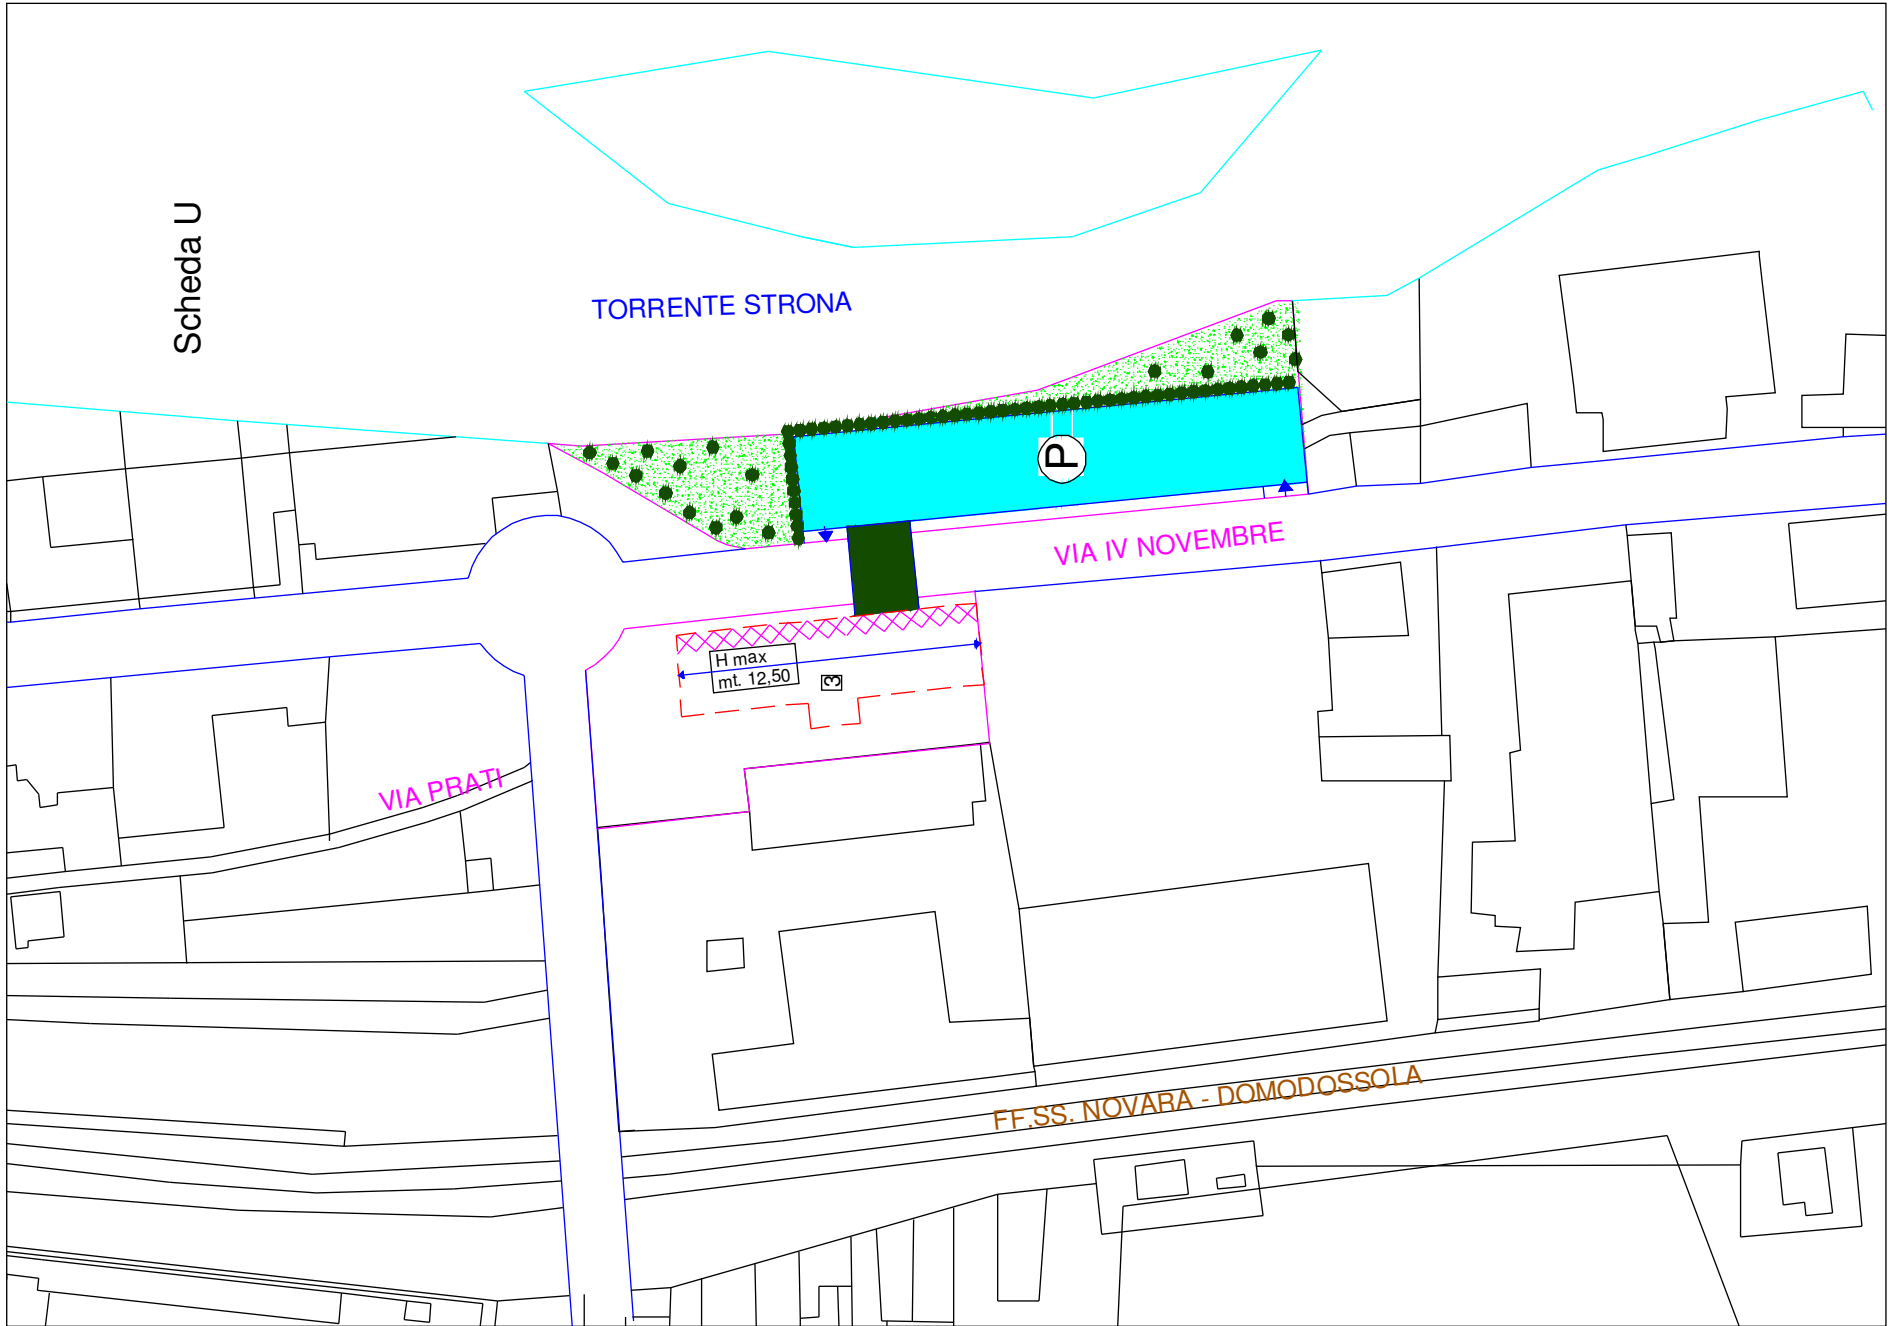 Scheda U
TORRENTE STRONA
P
VIA IV NOVEMBRE
H max
mt. 12,50
3
VIA PRATI
FF.SS. NOVARA - DOMODOSSOLA